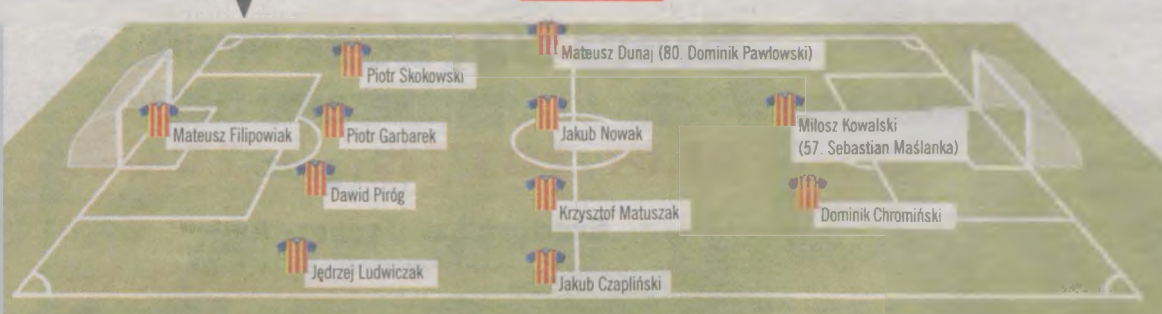 Mateusz Dunaj (80. Dominik Pawłowski)
Piotr Skokowski
Mateusz Filipowiak
Piotr Garbarek
Jakub Nowak
Miłosz Kowalski
(57. Sebastian Maślanka)
Dawid Piróg
Krzysztof Matuszak
Dominik Chromiński
Jędrzej Ludwiczak
Jakub Czapliński